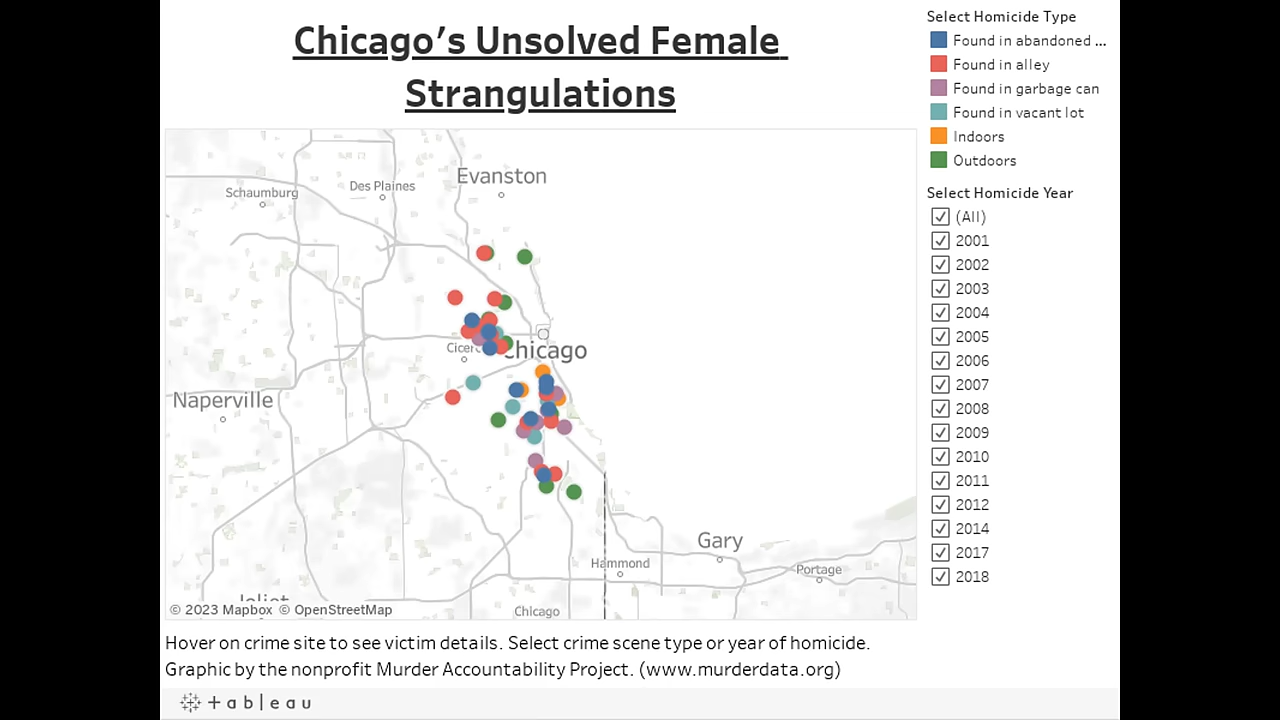 Chicago’s Unsolved Female
Strangulations
Select Homicide Type
Found in abandoned ...
Found in alley
Found in garbage can
Found in vacant lot
Indoors
Outdoors
Select Homicide Year
(All)
2001
2002
2003
2004
2005
2006
2007
2008
2009
2010
2011
2012
2014
2017
2018
Evanston
Des Plaines
Schaumburg
Chicago
Naperville
Gary
Hammond
Portage
Chicago
© 2023 Mapbox © OpenStreetMap
Hover on crime site to see victim details. Select crime scene type or year of homicide.
Graphic by the nonprofit Murder Accountability Project. (www.murderdata.org)
+ a b l e a u